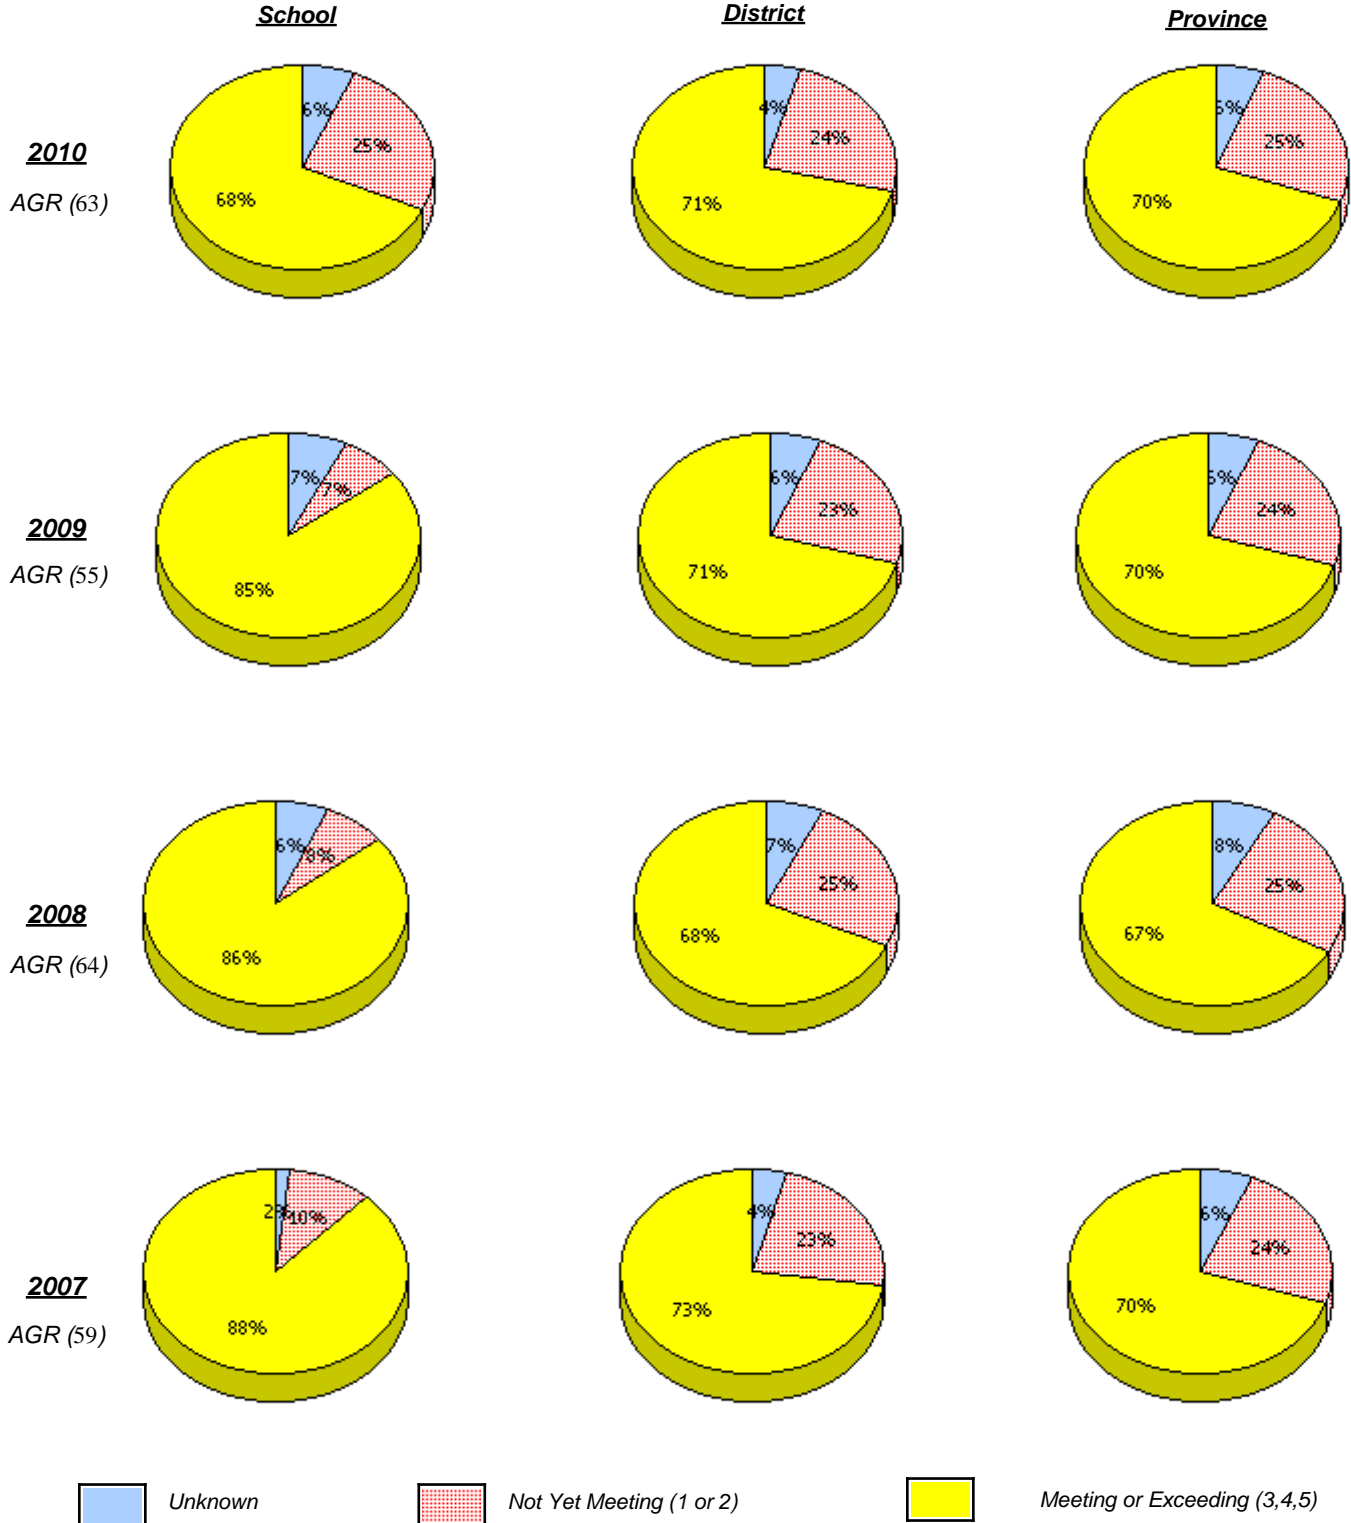 School District Province
6% 4% 5%
2010 25% 24% 25%
AGR (63) 68% 71% 70%
7% 7% 6% 5%
2009 23% 24%
AGR (55) 85% 71% 70%
6% 8% 7% 8%
2008 25% 25%
AGR (64) 86% 68% 67%
10% 4% 6%
2007 23% 24%
AGR (59) 88% 73% 70%
Unknown Not Yet Meeting (1 or 2) Meeting or Exceeding (3,4,5)